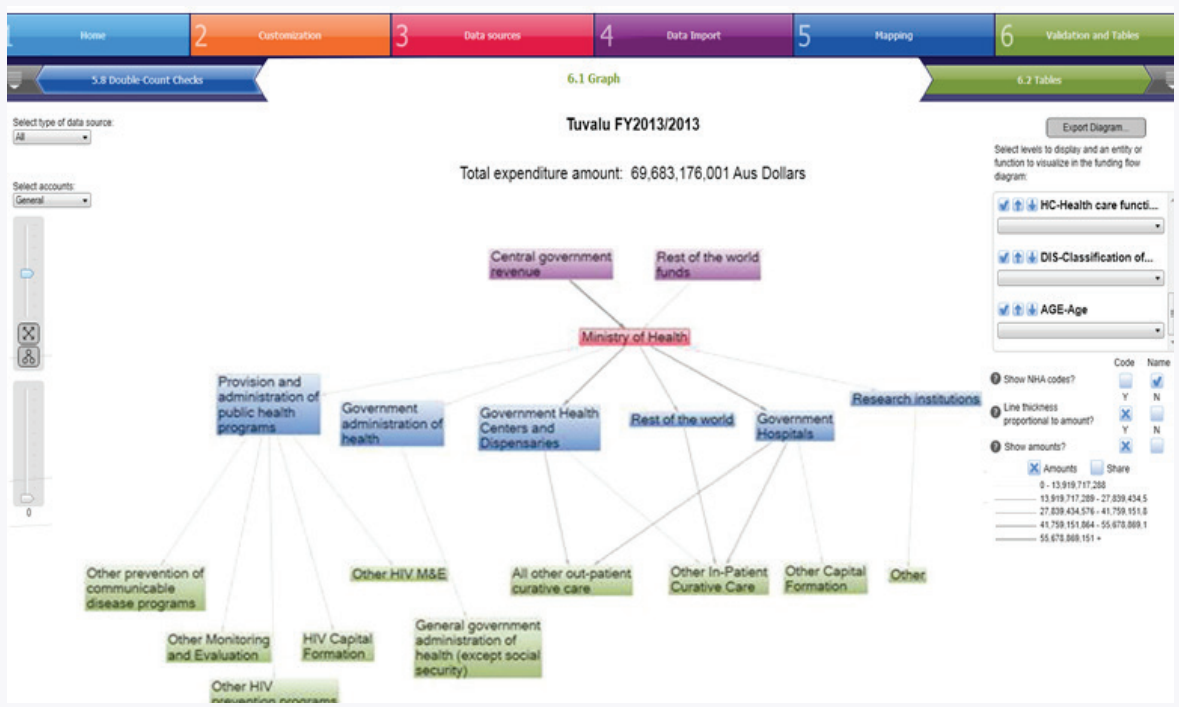 1 Home 2 Customization 3 Data sources 4 Data Import 5 Mapping 6 Validation and Tables
5.8 Double-Count Checks 6.1 Graph 6.2 Tables
Select type of data source:
All
Select accounts:
General
0
Tuvalu FY2013/2013
Total expenditure amount: 69,683,176,001 Aus Dollars
Export Diagram...
Select levels to display and an entity or
function to visualize in the funding flow
diagram:
HC-Health care functi...
DIS-Classification of...
AGE-Age
Code Name
Show NHA codes?
Y N
Line thickness
proportional to amount?
Y N
Show amounts?
Amounts Share
0 - 13,919,717,288
13,919,717,289 - 27,839,434,5
27,839,434,576 - 41,759,151,8
41,759,151,864 - 55,678,869,1
55,678,869,151 +
Central government
revenue
Rest of the world
funds
Ministry of Health
Provision and
administration of
public health
programs
Government
administration of
health
Government Health
Centers and
Dispensaries
Rest of the world
Government
Hospitals
Research institutions
Other prevention of
communicable
disease programs
Other HIV M&E
All other out-patient
curative care
Other In-Patient
Curative Care
Other Capital
Formation
Other
Other Monitoring
and Evaluation
HIV Capital
Formation
General government
administration of
health (except social
security)
Other HIV
prevention programs